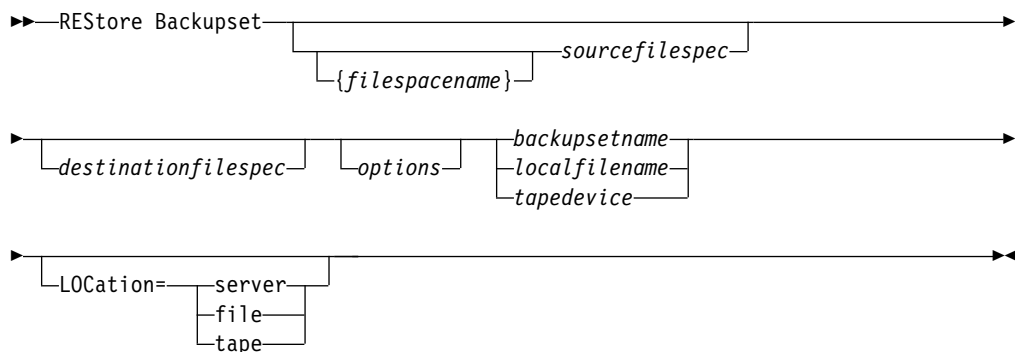 REStore Backupset
sourcefilespec
{filespacename}
destinationfilespec options backupsetname
localfilename
tapedevice
LOCation= server
file
tape